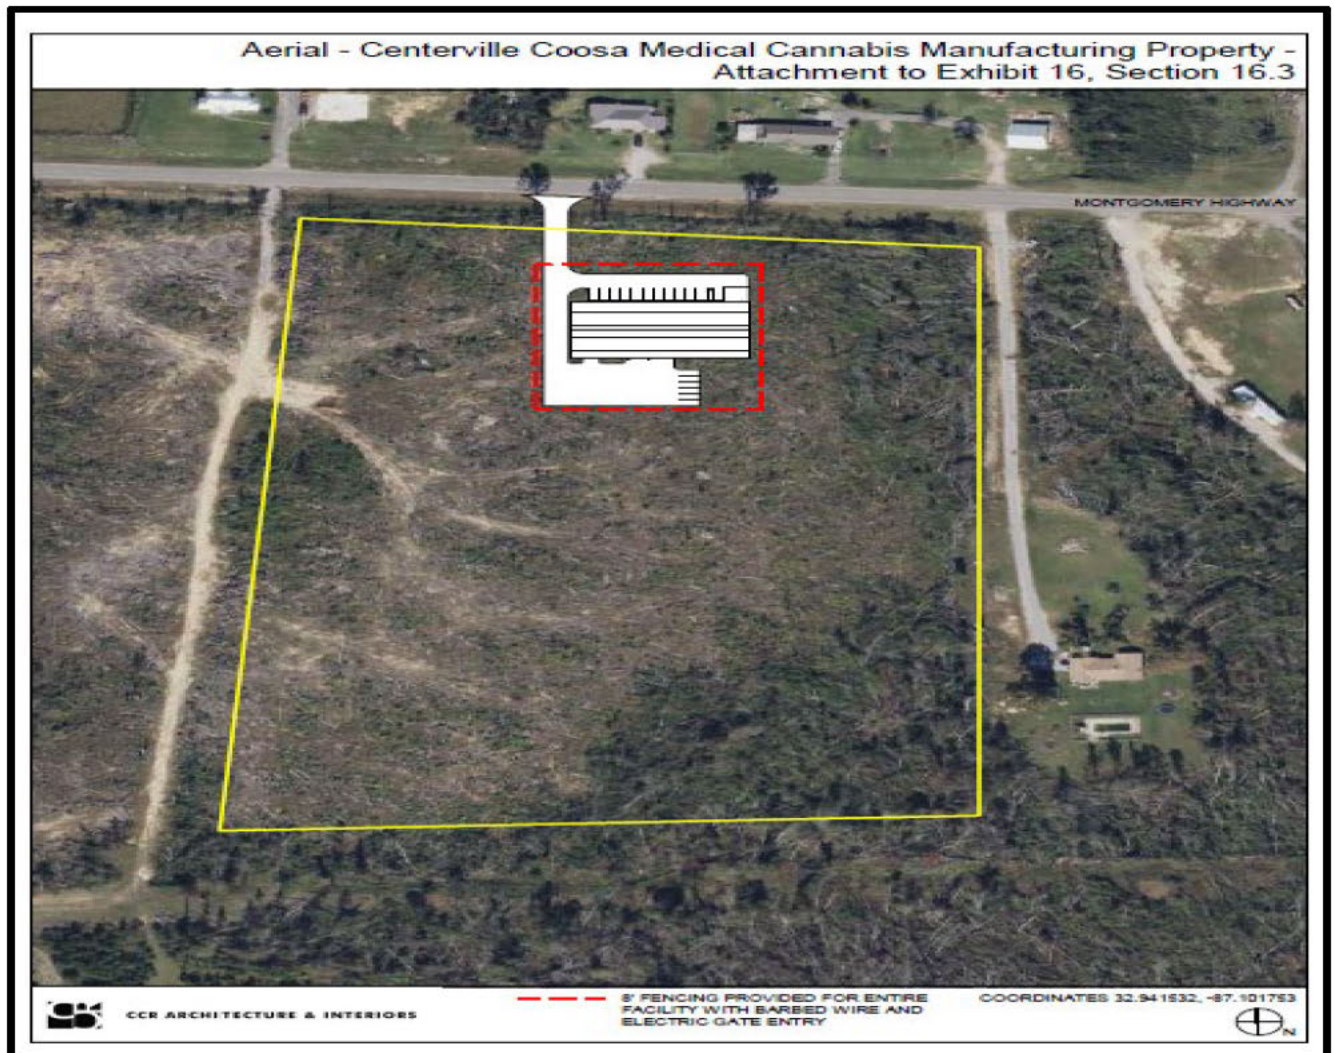 Aerial - Centerville Coosa Medical Cannabis Manufacturing Property -
Attachment to Exhibit 16, Section 16.3
MONTGOMERY HIGHWAY
CCR ARCHITECTURE & INTERIORS
8' FENCING PROVIDED FOR ENTIRE
FACILITY WITH BARBED WIRE AND
ELECTRIC GATE ENTRY
COORDINATES 32.941532, -87.101753
N